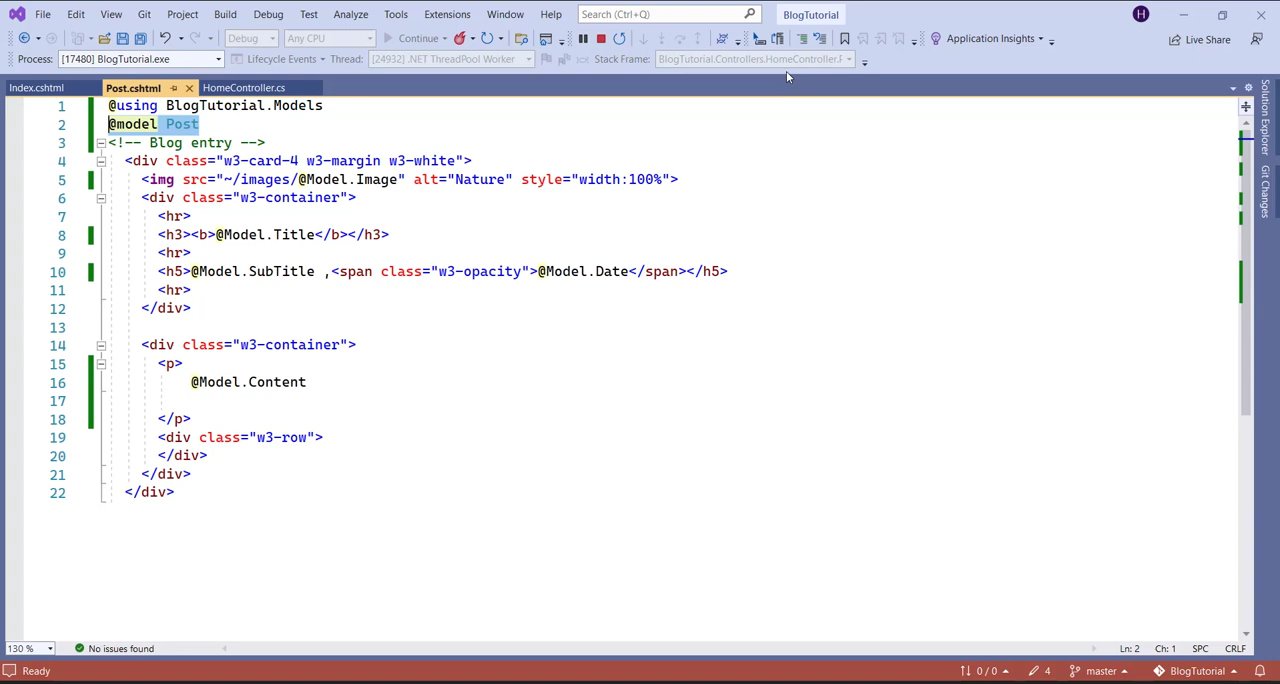 File Edit View Git Project Build Debug Test Analyze Tools Extensions Window Help Search (Ctrl+Q) BlogTutorial H
Debug Any CPU Continue Application Insights Live Share
Process: [17480] BlogTutorial.exe Lifecycle Events Thread: [24932] .NET ThreadPool Worker Stack Frame: BlogTutorial.Controllers.HomeController.F
Index.cshtml Post.cshtml HomeController.cs
1 @using BlogTutorial.Models
2 @model Post
3 <!-- Blog entry -->
4 <div class="w3-card-4 w3-margin w3-white">
5 <img src="~/images/@Model.Image" alt="Nature" style="width:100%">
6 <div class="w3-container">
7 <hr>
8 <h3><b>@Model.Title</b></h3>
9 <hr>
10 <h5>@Model.SubTitle ,<span class="w3-opacity">@Model.Date</span></h5>
11 <hr>
12 </div>
13
14 <div class="w3-container">
15 <p>
16 @Model.Content
17
18 </p>
19 <div class="w3-row">
20 </div>
21 </div>
22 </div>
Solution Explorer
Git Changes
130 % No issues found Ln: 2 Ch: 1 SPC CRLF
Ready 0 / 0 4 master BlogTutorial